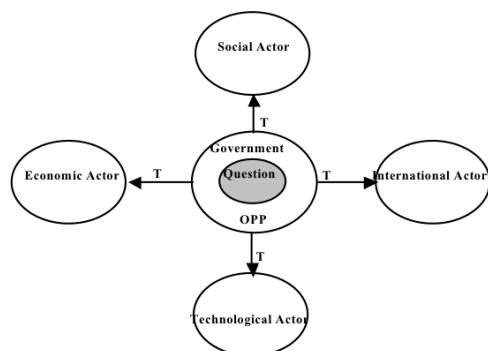 Social Actor
T
Government
Economic Actor
T
Question
T
International Actor
OPP
T
Technological Actor